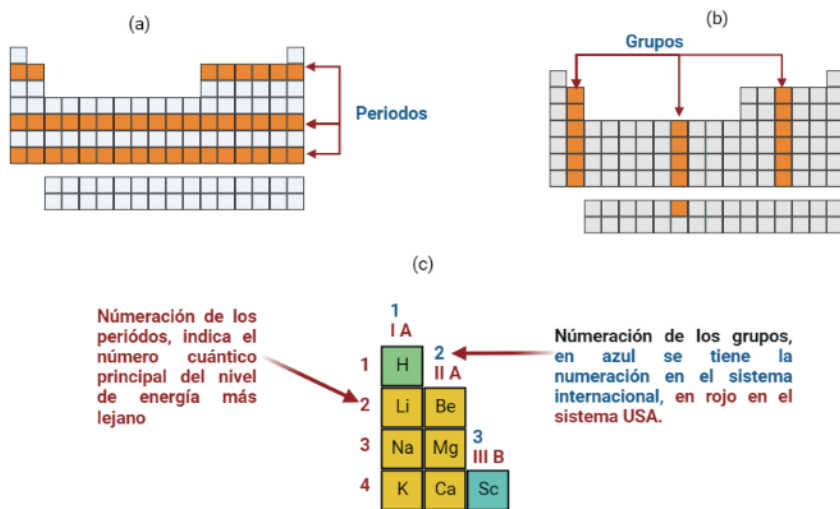 (a)
Periodos
(b)
Grupos
(c)
Númeración de los
periódos, indica el
número cuántico
principal del nivel
de energía más
lejano
1
I A
1
H
2
II A
2
Li
Be
3
Na
Mg
3
III B
4
K
Ca
Sc
Númeración de los grupos,
en azul se tiene la
numeración en el sistema
internacional, en rojo en el
sistema USA.